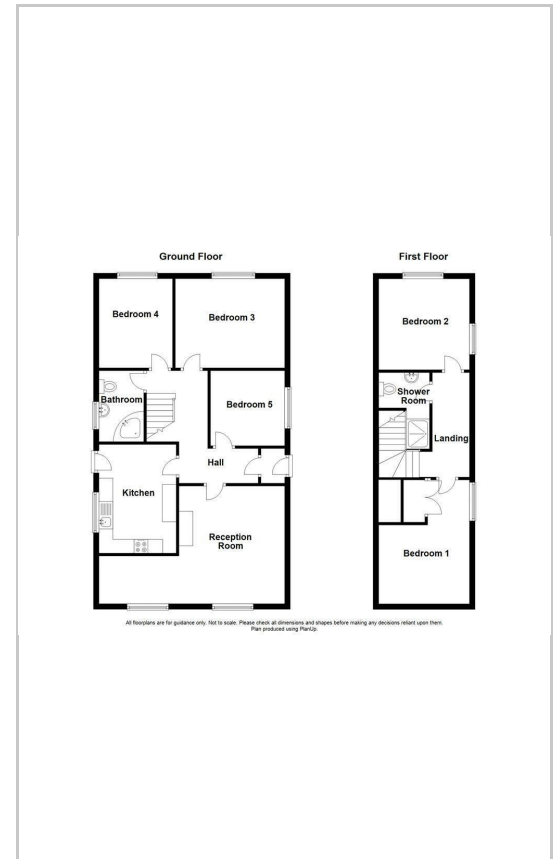 Ground Floor
Bedroom 4
Bedroom 3
Bathroom
Bedroom 5
Hall
Kitchen
Reception
Room
First Floor
Bedroom 2
Shower
Room
Landing
Bedroom 1
All floorplans are for guidance only. Not to scale. Please check all dimensions and shapes before making any decisions reliant upon them.
Plan produced using PlanUp.